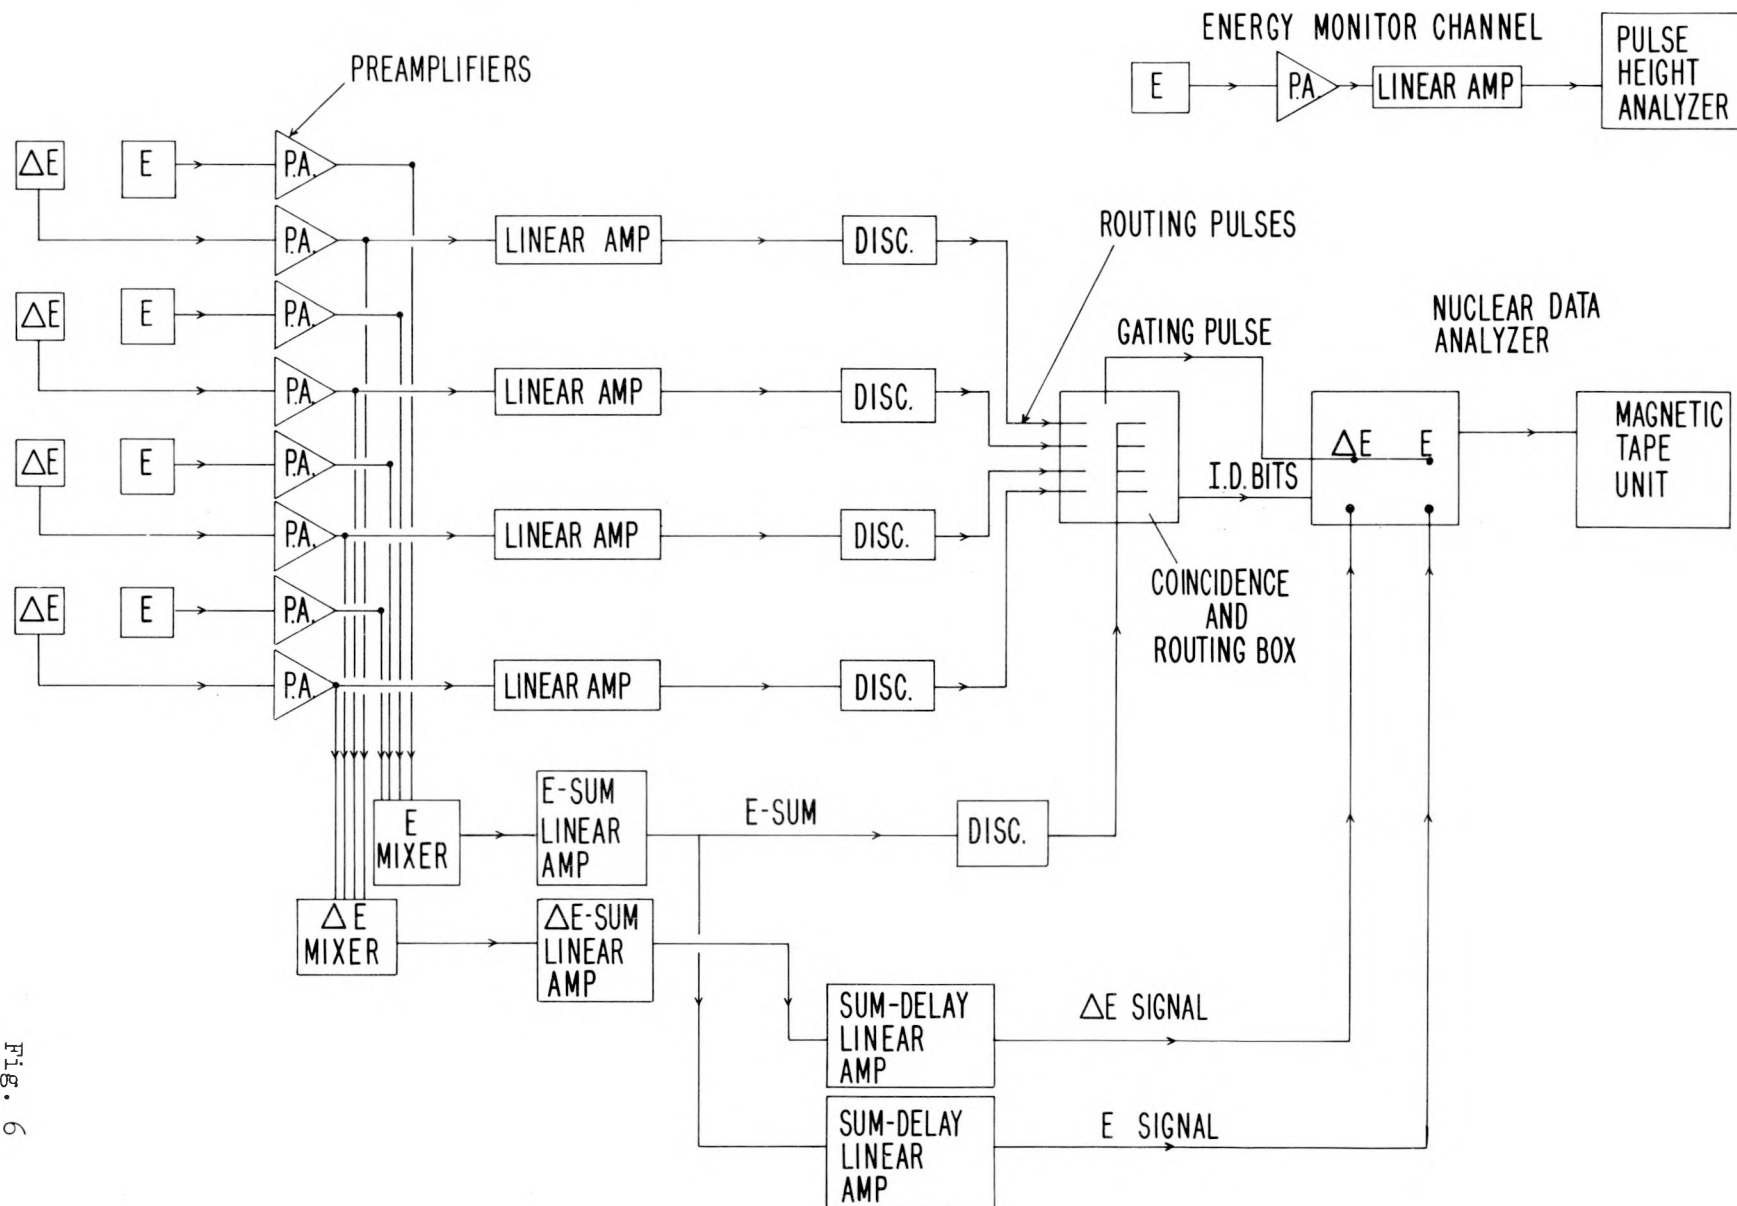 ENERGY MONITOR CHANNEL
E
P.A.
LINEAR AMP
PULSE
HEIGHT
ANALYZER
PREAMPLIFIERS
ΔE
E
P.A.
P.A.
LINEAR AMP
DISC.
ROUTING PULSES
ΔE
E
P.A.
GATING PULSE
NUCLEAR DATA
ANALYZER
P.A.
LINEAR AMP
DISC.
ΔE
E
MAGNETIC
TAPE
UNIT
ΔE
E
P.A.
I.D. BITS
P.A.
LINEAR AMP
DISC.
COINCIDENCE
AND
ROUTING BOX
ΔE
E
P.A.
P.A.
LINEAR AMP
DISC.
E
MIXER
E-SUM
LINEAR
AMP
E-SUM
DISC.
ΔE
MIXER
ΔE-SUM
LINEAR
AMP
SUM-DELAY
LINEAR
AMP
ΔE SIGNAL
SUM-DELAY
LINEAR
AMP
E SIGNAL
Fig. 6